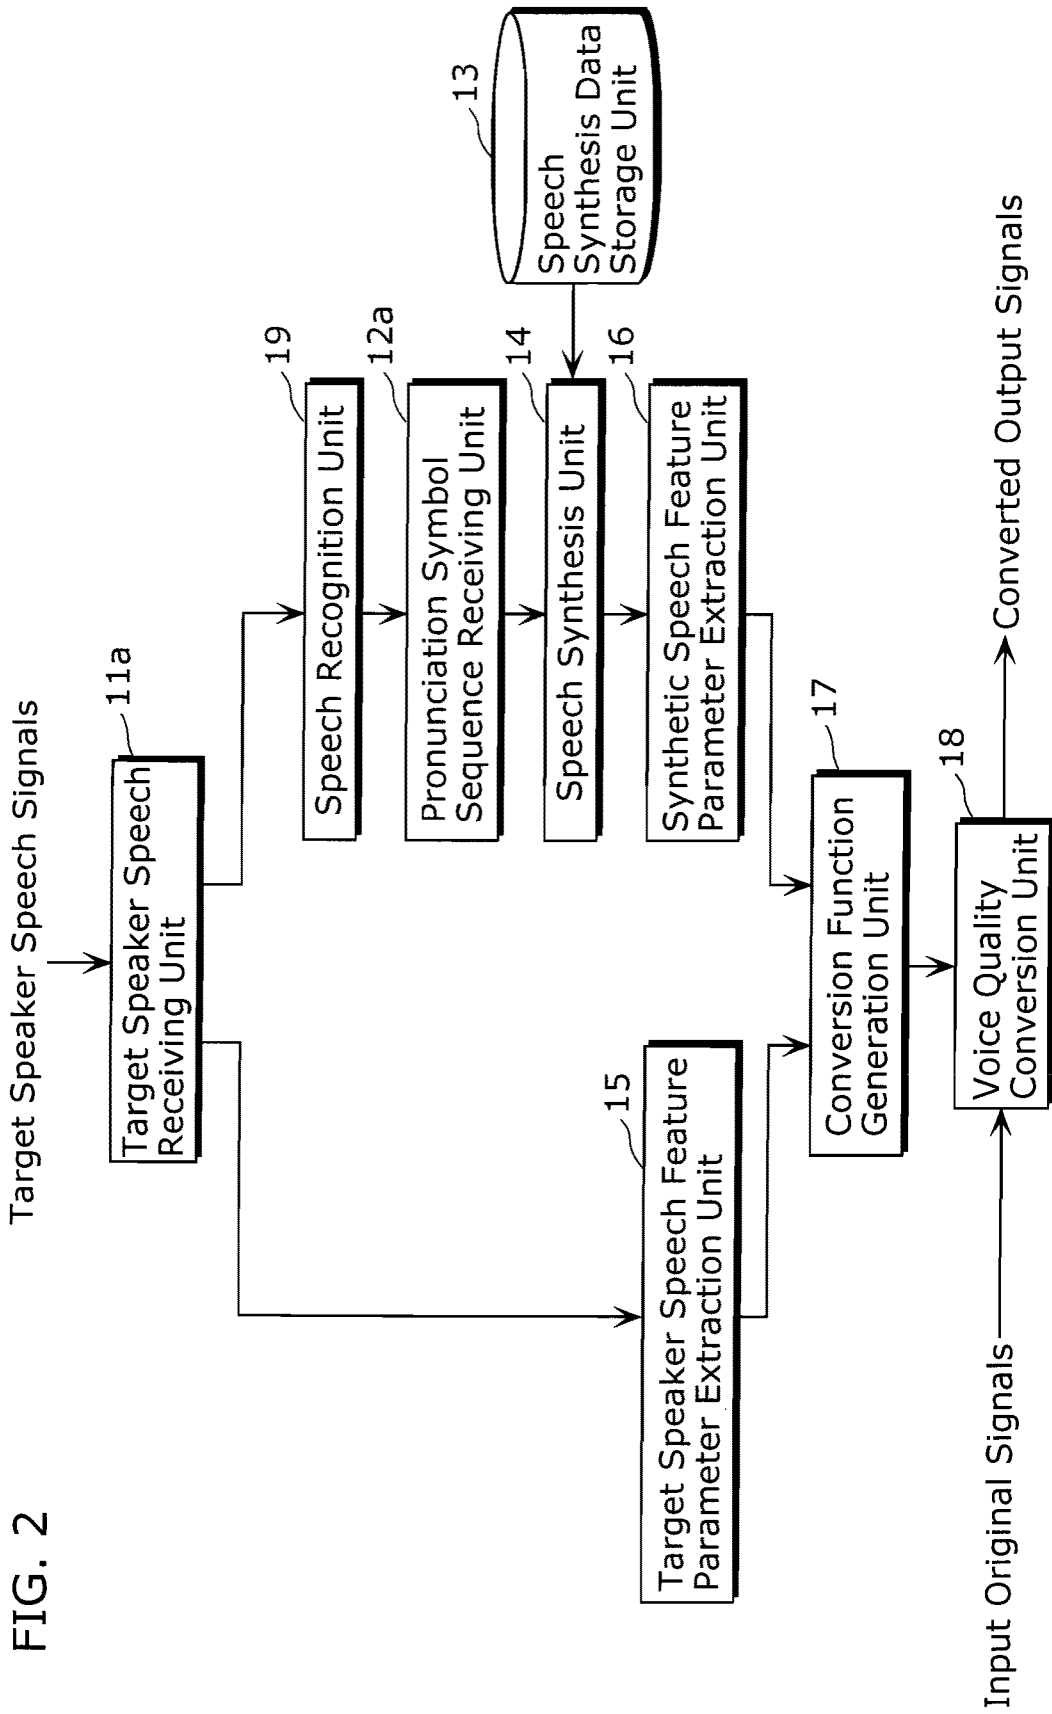 FIG. 2
Target Speaker Speech Signals
11a
Target Speaker Speech
Receiving Unit
19
Speech Recognition Unit
12a
Pronunciation Symbol
Sequence Receiving Unit
13
Speech
Synthesis Data
Storage Unit
14
Speech Synthesis Unit
15
Target Speaker Speech Feature
Parameter Extraction Unit
16
Synthetic Speech Feature
Parameter Extraction Unit
17
Conversion Function
Generation Unit
18
Input Original Signals
Voice Quality
Conversion Unit
Converted Output Signals